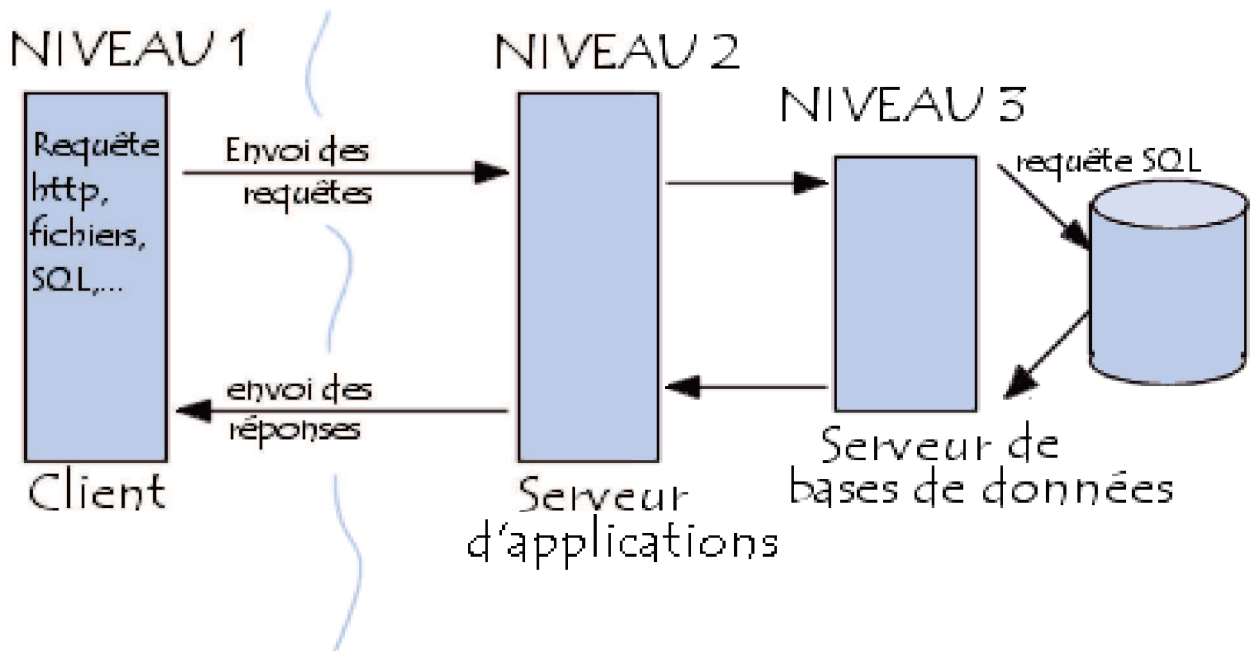 NIVEAU 1
NIVEAU 2
NIVEAU 3
Requête
http,
fichiers,
SQL,...
Envoi des
requêtes
requête SQL
envoi des
réponses
Client
Serveur
d'applications
Serveur de
bases de données